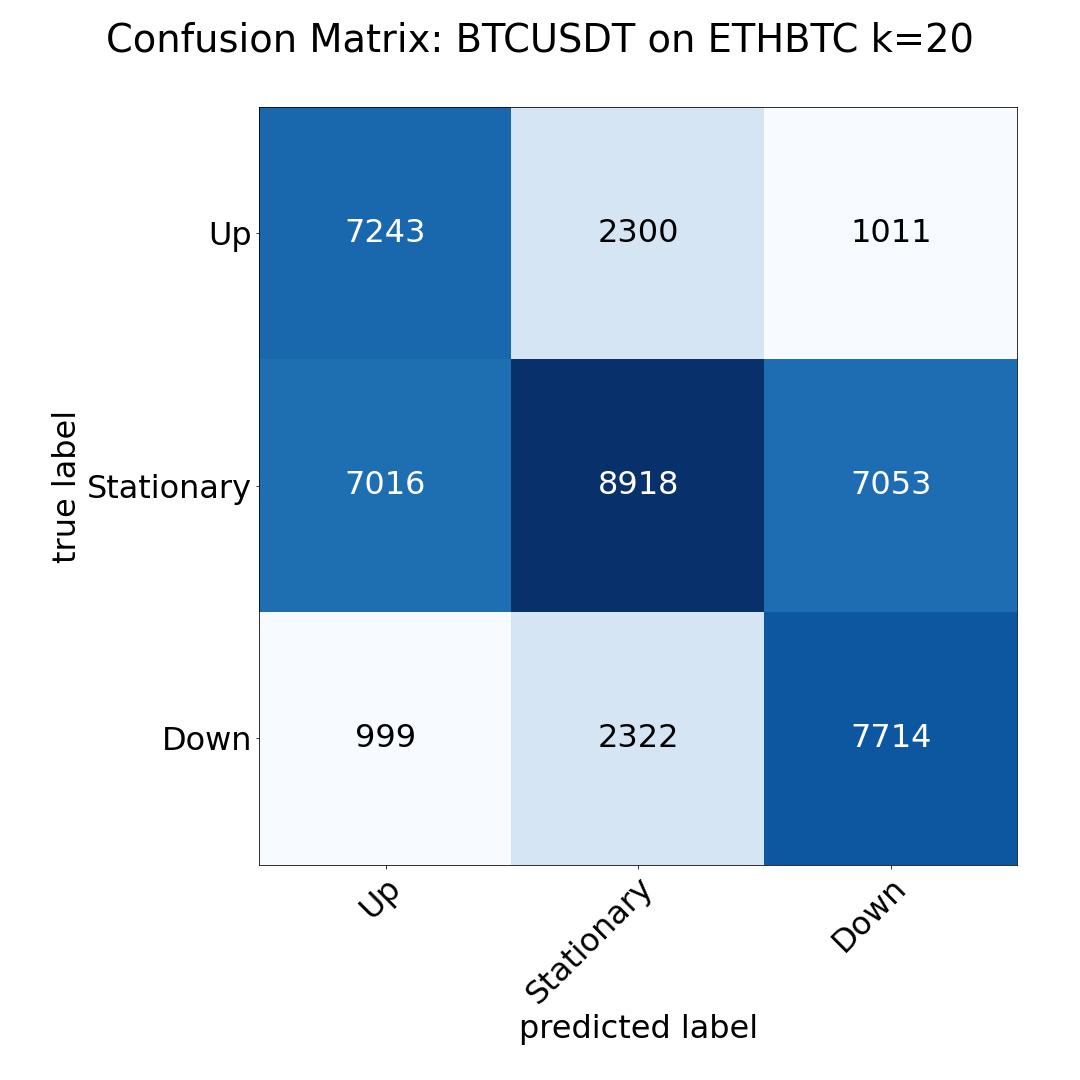 Confusion Matrix: BTCUSDT on ETHBTC k=20
true label
Up
7243
2300
1011
Stationary
7016
8918
7053
Down
999
2322
7714
Up
Stationary
Down
predicted label